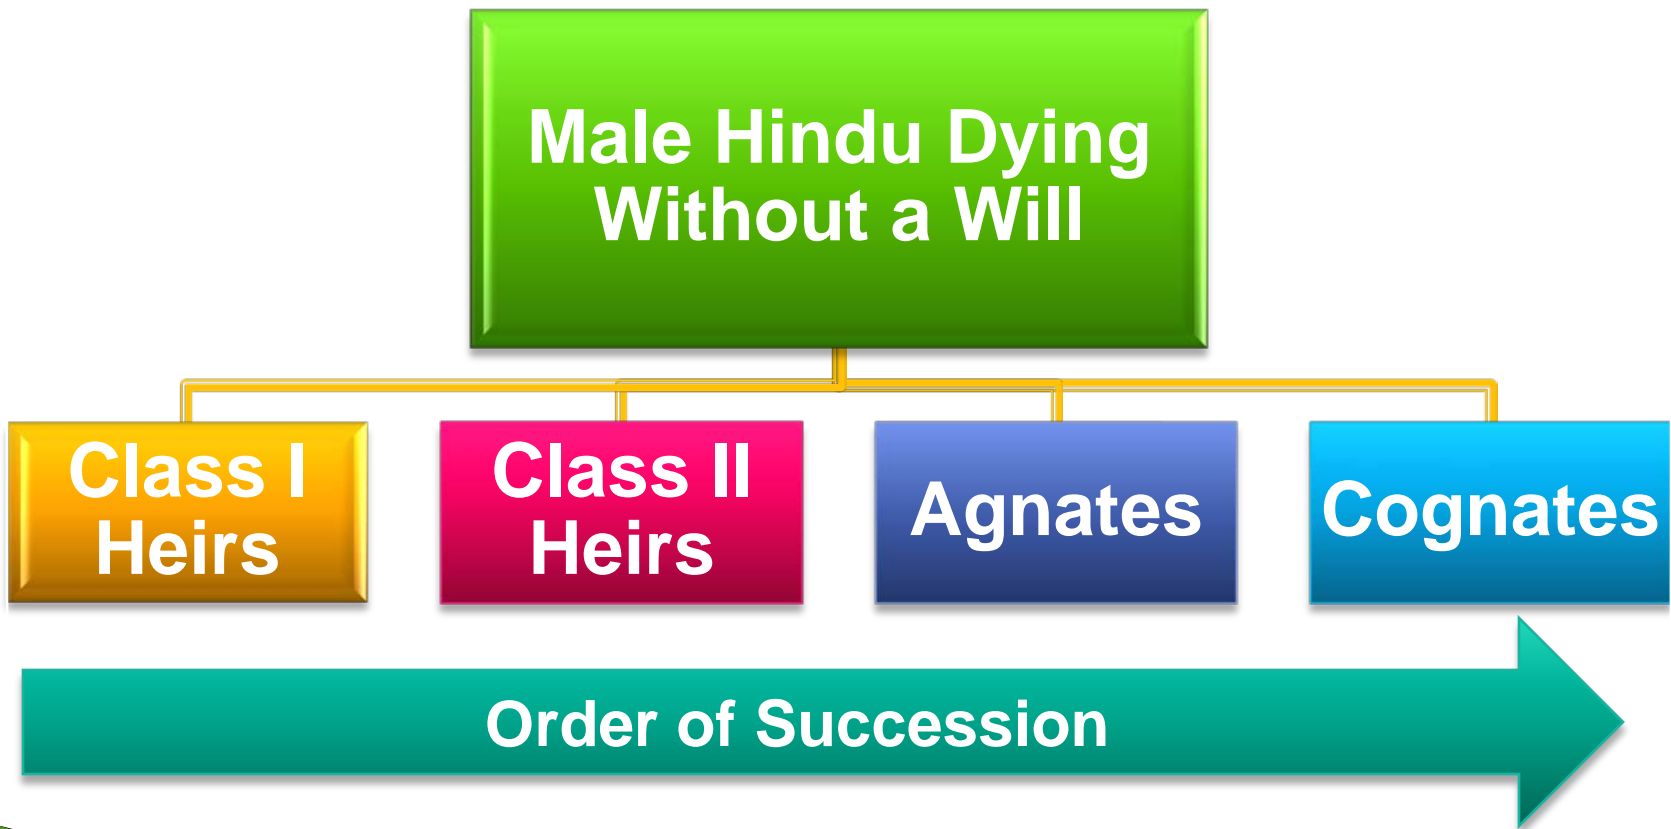 Male Hindu Dying
Without a Will
Class I
Heirs
Class II
Heirs
Agnates
Cognates
Order of Succession